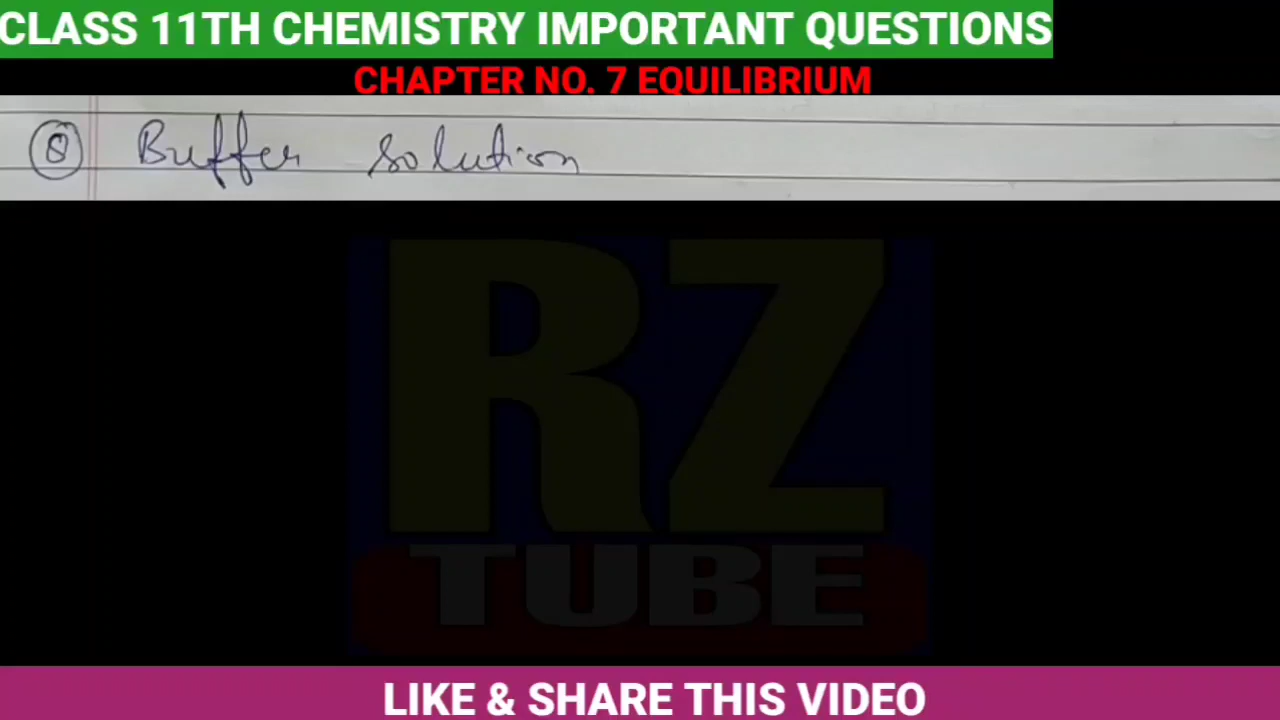 CLASS 11TH CHEMISTRY IMPORTANT QUESTIONS
CHAPTER NO. 7 EQUILIBRIUM
8 Buffer solution
RZ
TUBE
LIKE & SHARE THIS VIDEO